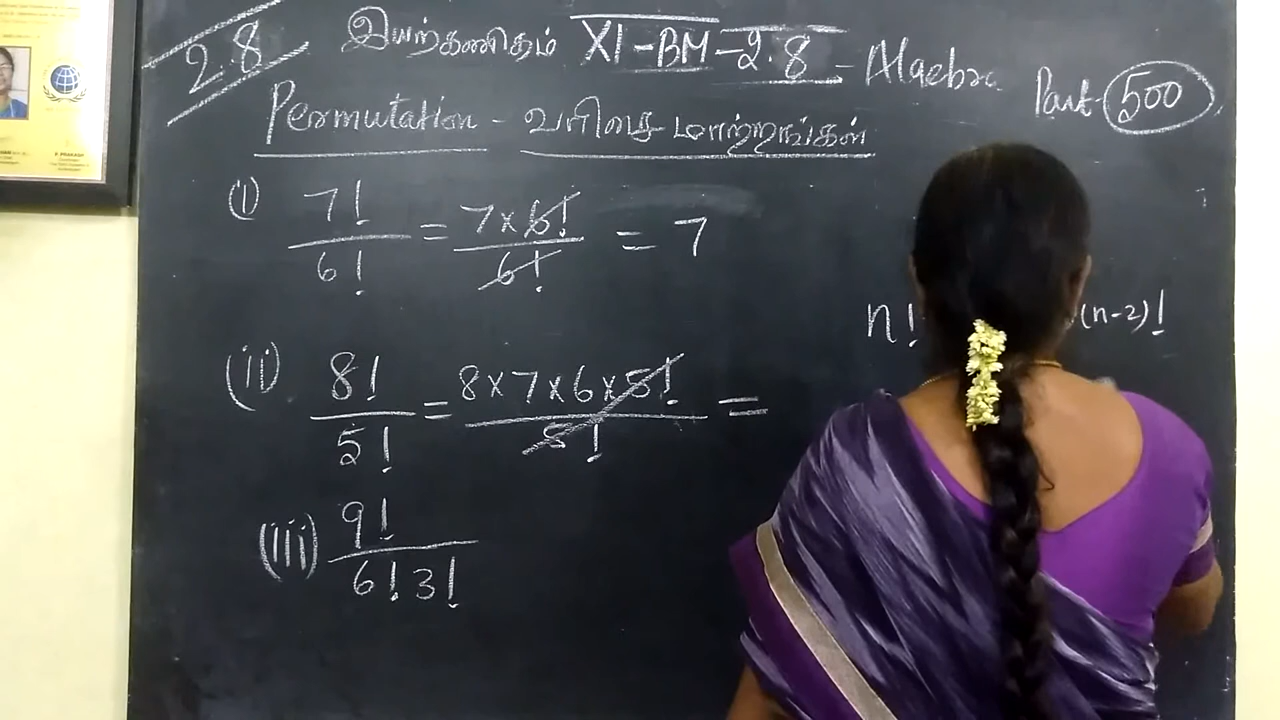 2.8 இயற்கணிதம் XI-BM-2.8 - Algebra Part-500
Permutation - வரிசை மாற்றங்கள்
(i) 7!/6! = 7×6!/6! = 7
n! (n-2)!
(ii) 8!/5! = 8×7×6×5!/5! =
(iii) 9!/6!3!